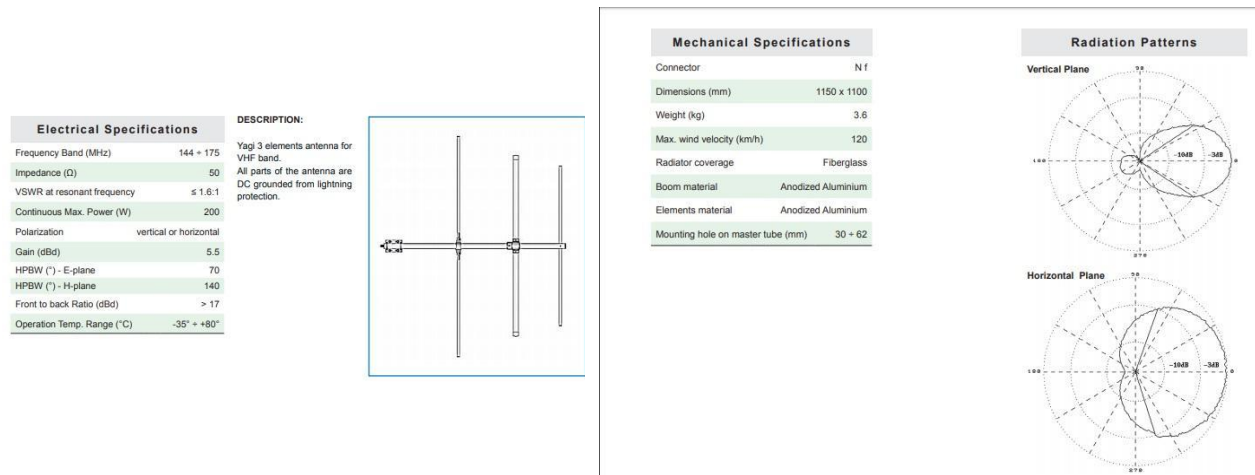 Electrical Specifications
Frequency Band (MHz) 144 ÷ 175
Impedance (Ω) 50
VSWR at resonant frequency ≤ 1.6:1
Continuous Max. Power (W) 200
Polarization vertical or horizontal
Gain (dBd) 5.5
HPBW (°) - E-plane 70
HPBW (°) - H-plane 140
Front to back Ratio (dBd) > 17
Operation Temp. Range (°C) -35° ÷ +80°
DESCRIPTION:
Yagi 3 elements antenna for
VHF band.
All parts of the antenna are
DC grounded from lightning
protection.
Mechanical Specifications
Connector N f
Dimensions (mm) 1150 x 1100
Weight (kg) 3.6
Max. wind velocity (km/h) 120
Radiator coverage Fiberglass
Boom material Anodized Aluminium
Elements material Anodized Aluminium
Mounting hole on master tube (mm) 30 ÷ 62
Radiation Patterns
Vertical Plane
90
180 -10dB -3dB 0
270
Horizontal Plane
90
180 -10dB -3dB 0
270